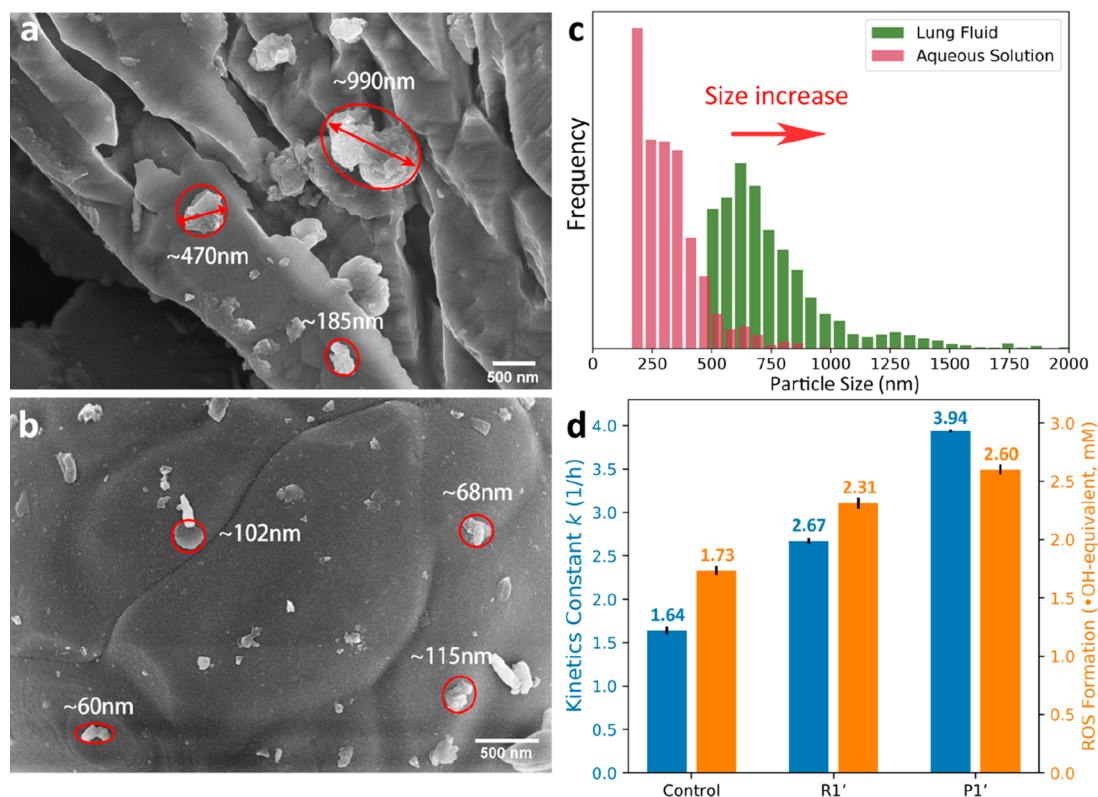 a
~990nm
~470nm
~185nm
500 nm
b
~68nm
~102nm
~115nm
~60nm
500 nm
c
Lung Fluid
Aqueous Solution
Size increase
Frequency
0 250 500 750 1000 1250 1500 1750 2000
Particle Size (nm)
d
Kinetics Constant k (1/h)
4.0
3.5
3.0
2.5
2.0
1.5
1.0
0.5
0.0
1.64
1.73
2.67
2.31
3.94
2.60
3.0
2.5
2.0
1.5
1.0
0.5
0.0
ROS Formation (•OH-equivalent, mM)
Control R1’ P1’